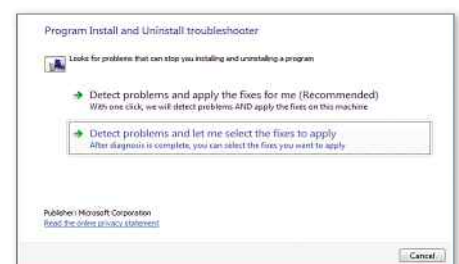 Program Install and Uninstall troubleshooter
Looks for problems that can stop you installing and uninstalling a program
Detect problems and apply the fixes for me (Recommended)
With one click, we will detect problems AND apply the fixes on this machine
Detect problems and let me select the fixes to apply
After diagnosis is complete, you can select the fixes you want to apply
Publisher: Microsoft Corporation
Read the online privacy statement
Cancel